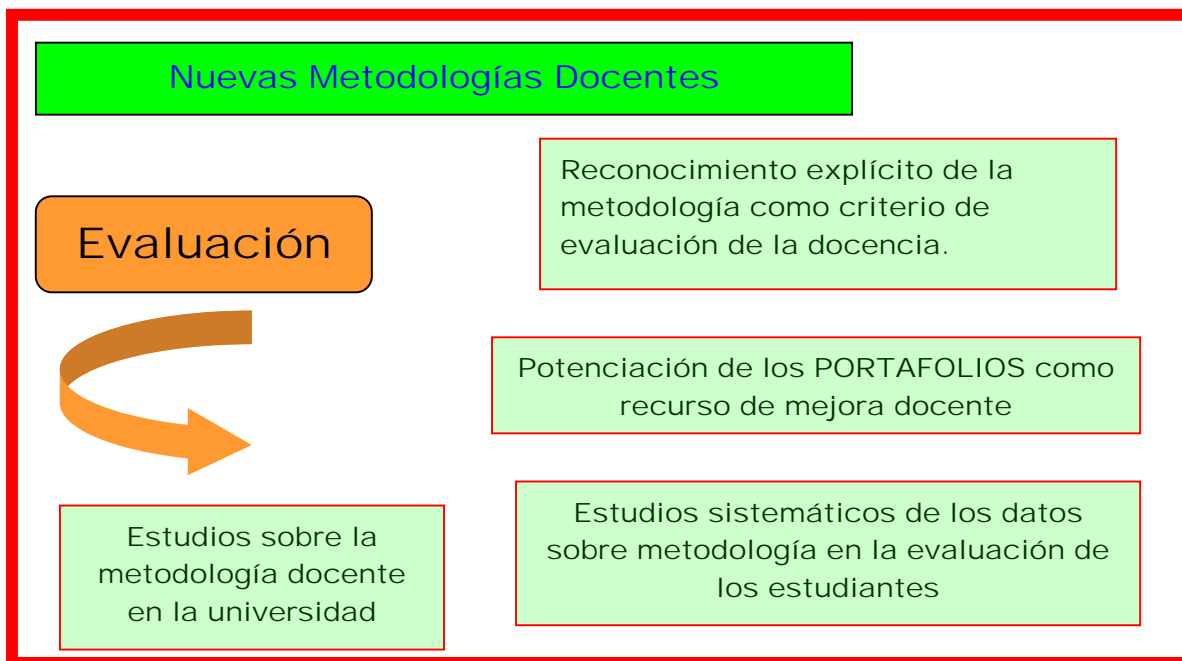 Nuevas Metodologías Docentes
Evaluación
Reconocimiento explícito de la
metodología como criterio de
evaluación de la docencia.
Potenciación de los PORTAFOLIOS como
recurso de mejora docente
Estudios sistemáticos de los datos
sobre metodología en la evaluación de
los estudiantes
Estudios sobre la
metodología docente
en la universidad